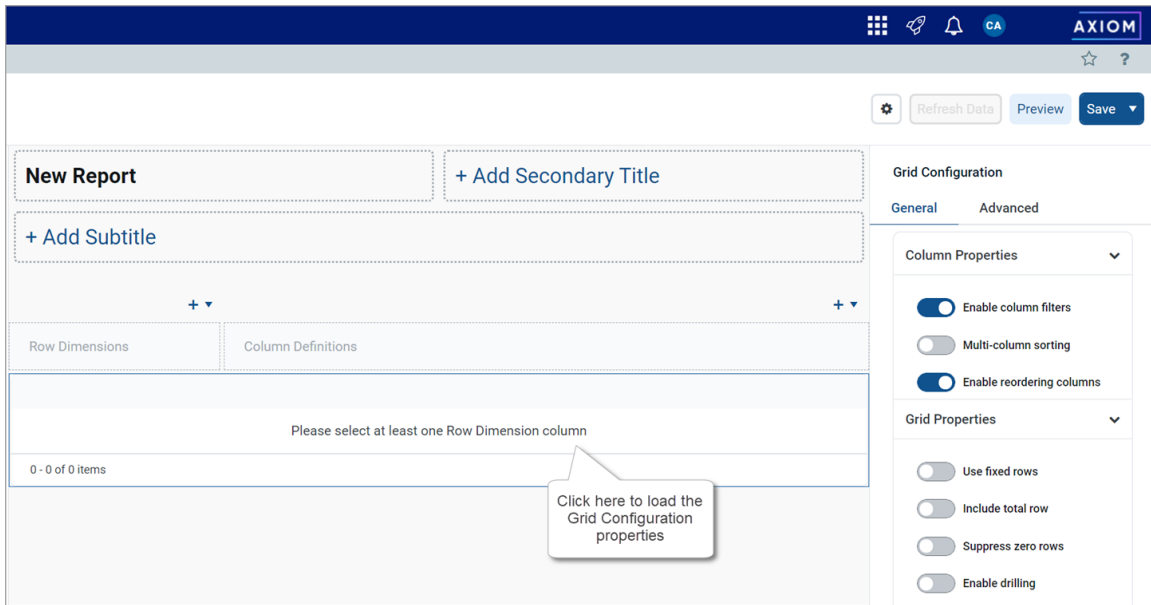 CA
AXIOM
?
Refresh Data
Preview
Save
New Report
+ Add Secondary Title
+ Add Subtitle
Row Dimensions
Column Definitions
Please select at least one Row Dimension column
0 - 0 of 0 items
Click here to load the
Grid Configuration
properties
Grid Configuration
General Advanced
Column Properties
Enable column filters
Multi-column sorting
Enable reordering columns
Grid Properties
Use fixed rows
Include total row
Suppress zero rows
Enable drilling